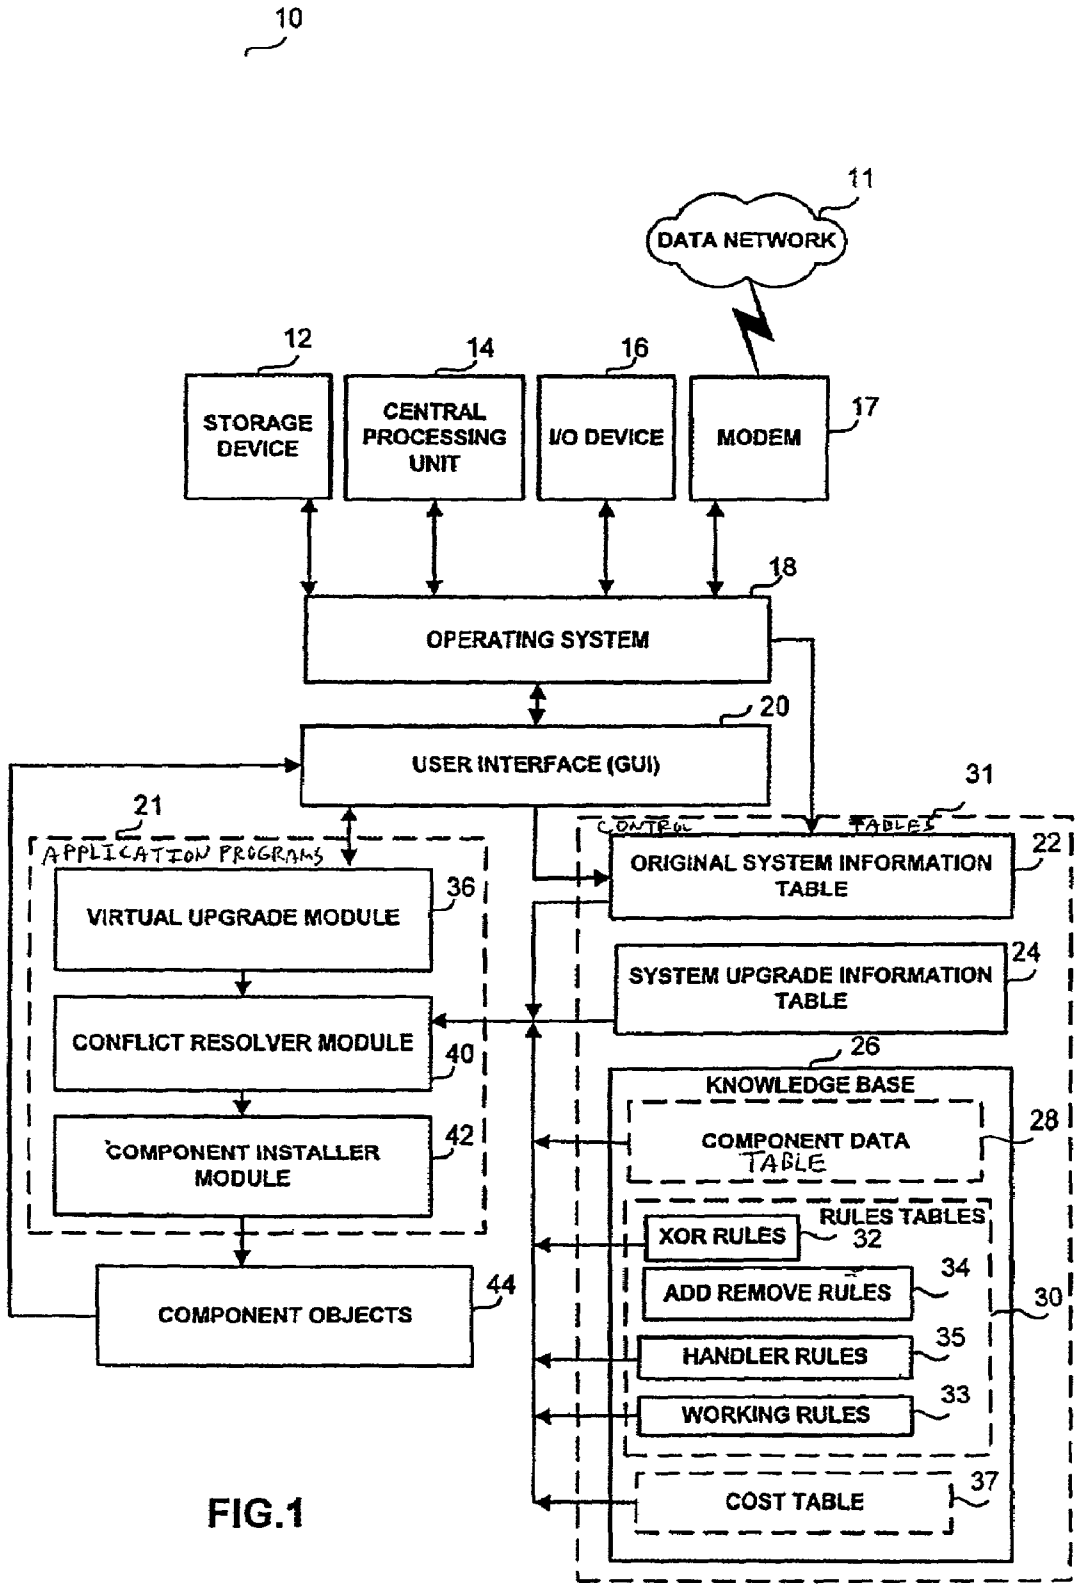 10
11
DATA NETWORK
12
14
16
17
STORAGE
DEVICE
CENTRAL
PROCESSING
UNIT
I/O DEVICE
MODEM
18
OPERATING SYSTEM
20
USER INTERFACE (GUI)
31
21
CONTROL TABLES
APPLICATION PROGRAMS
22
ORIGINAL SYSTEM INFORMATION
TABLE
36
VIRTUAL UPGRADE MODULE
24
SYSTEM UPGRADE INFORMATION
TABLE
CONFLICT RESOLVER MODULE
40
26
KNOWLEDGE BASE
28
COMPONENT DATA
TABLE
42
COMPONENT INSTALLER
MODULE
RULES TABLES
XOR RULES
32
34
ADD REMOVE RULES
30
44
COMPONENT OBJECTS
35
HANDLER RULES
33
WORKING RULES
37
COST TABLE
FIG.1